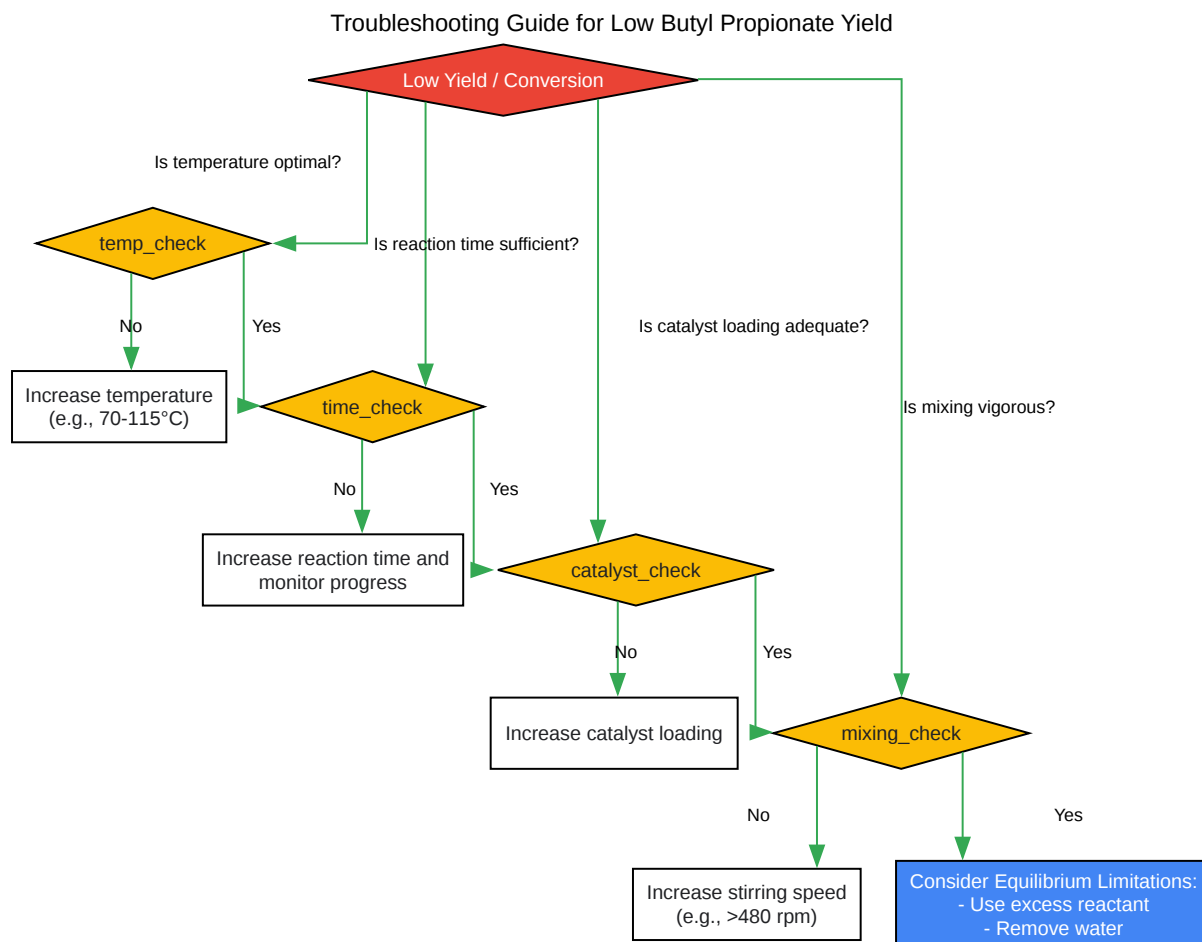 Troubleshooting Guide for Low Butyl Propionate Yield
Low Yield / Conversion
Is temperature optimal?
temp_check
Is reaction time sufficient?
No
Yes
Is catalyst loading adequate?
Increase temperature
(e.g., 70-115°C)
time_check
Is mixing vigorous?
No
Yes
Increase reaction time and
monitor progress
catalyst_check
No
Yes
Increase catalyst loading
mixing_check
No
Yes
Increase stirring speed
(e.g., >480 rpm)
Consider Equilibrium Limitations:
- Use excess reactant
- Remove water